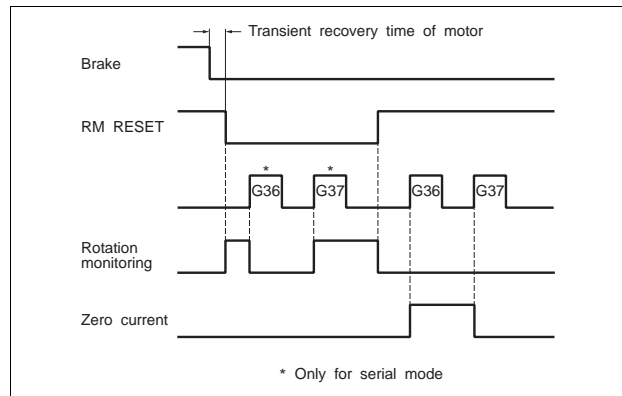 Transient recovery time of motor
Brake
RM RESET
* *
G36 G37 G36 G37
Rotation
monitoring
Zero current
* Only for serial mode